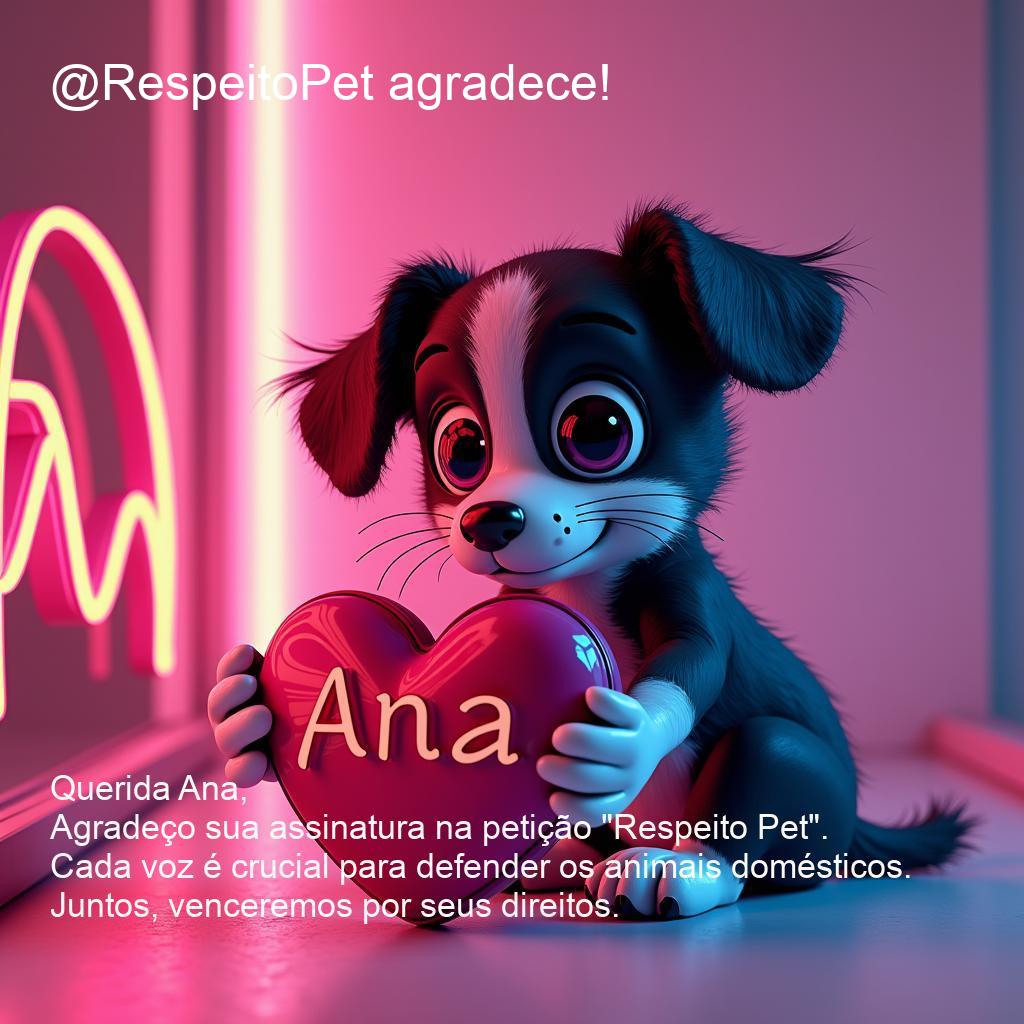 @RespeitoPet agradece!
Ana
Querida Ana,
Agradeço sua assinatura na petição "Respeito Pet".
Cada voz é crucial para defender os animais domésticos.
Juntos, venceremos por seus direitos.